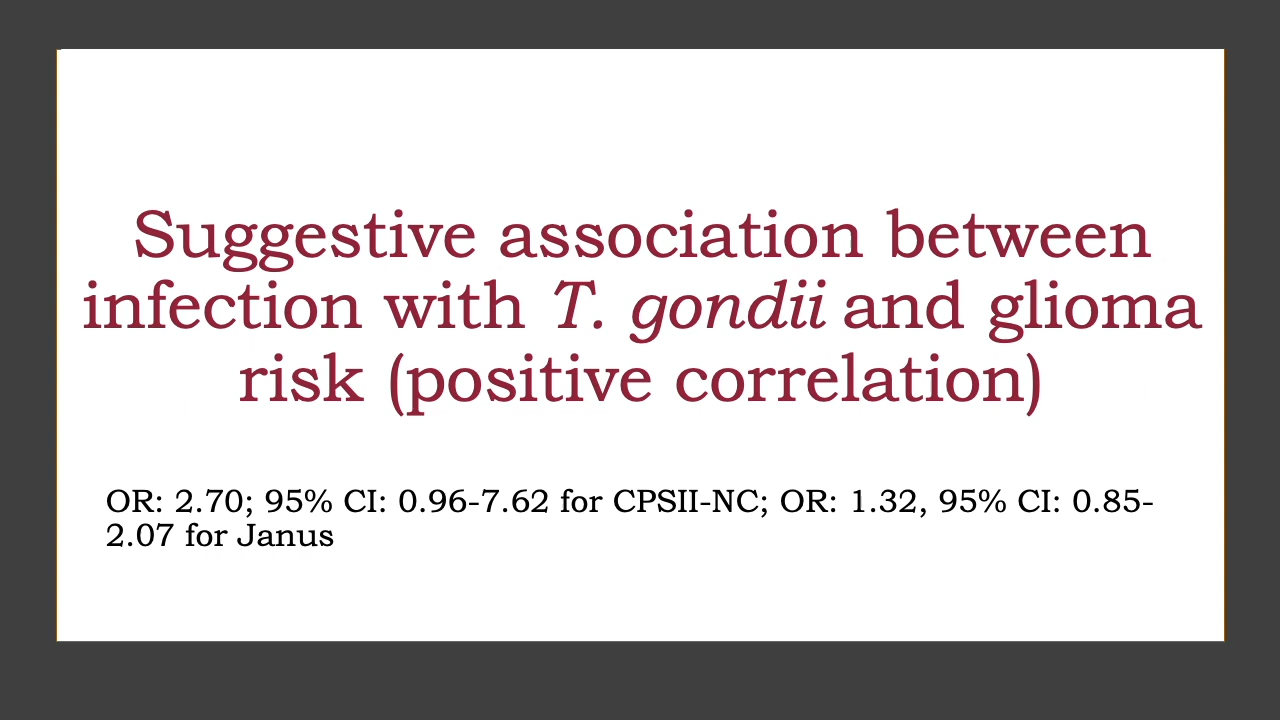 Suggestive association between
infection with T. gondii and glioma
risk (positive correlation)
OR: 2.70; 95% CI: 0.96-7.62 for CPSII-NC; OR: 1.32, 95% CI: 0.85-
2.07 for Janus